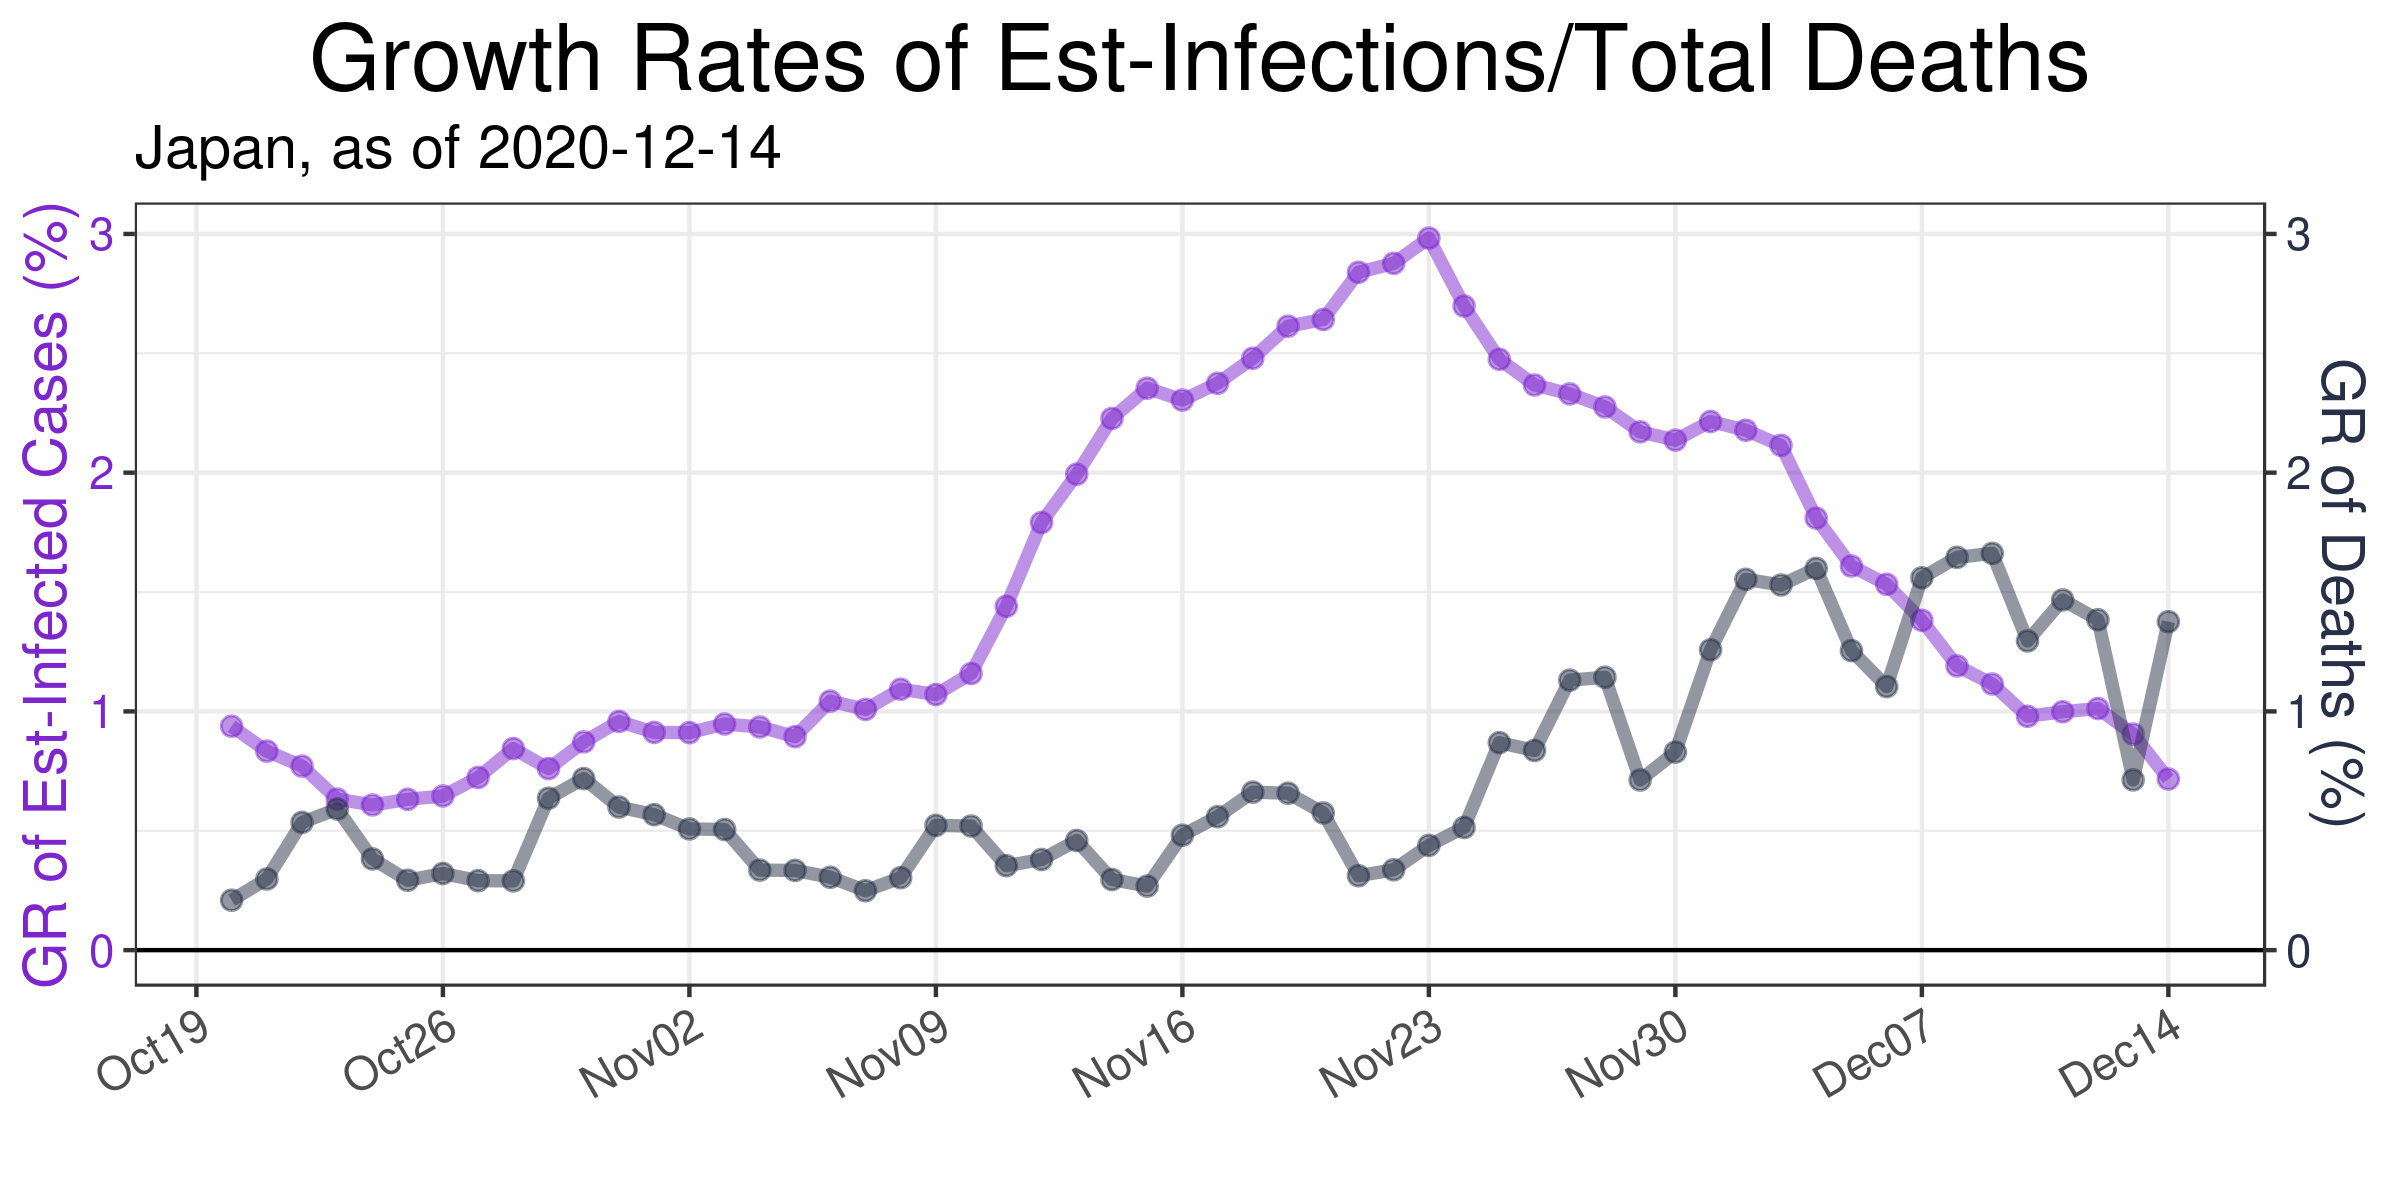 Growth Rates of Est-Infections/Total Deaths
Japan, as of 2020-12-14
GR of Est-Infected Cases (%)
3
2
1
0
3
2
1
0
GR of Deaths (%)
Oct19
Oct26
Nov02
Nov09
Nov16
Nov23
Nov30
Dec07
Dec14